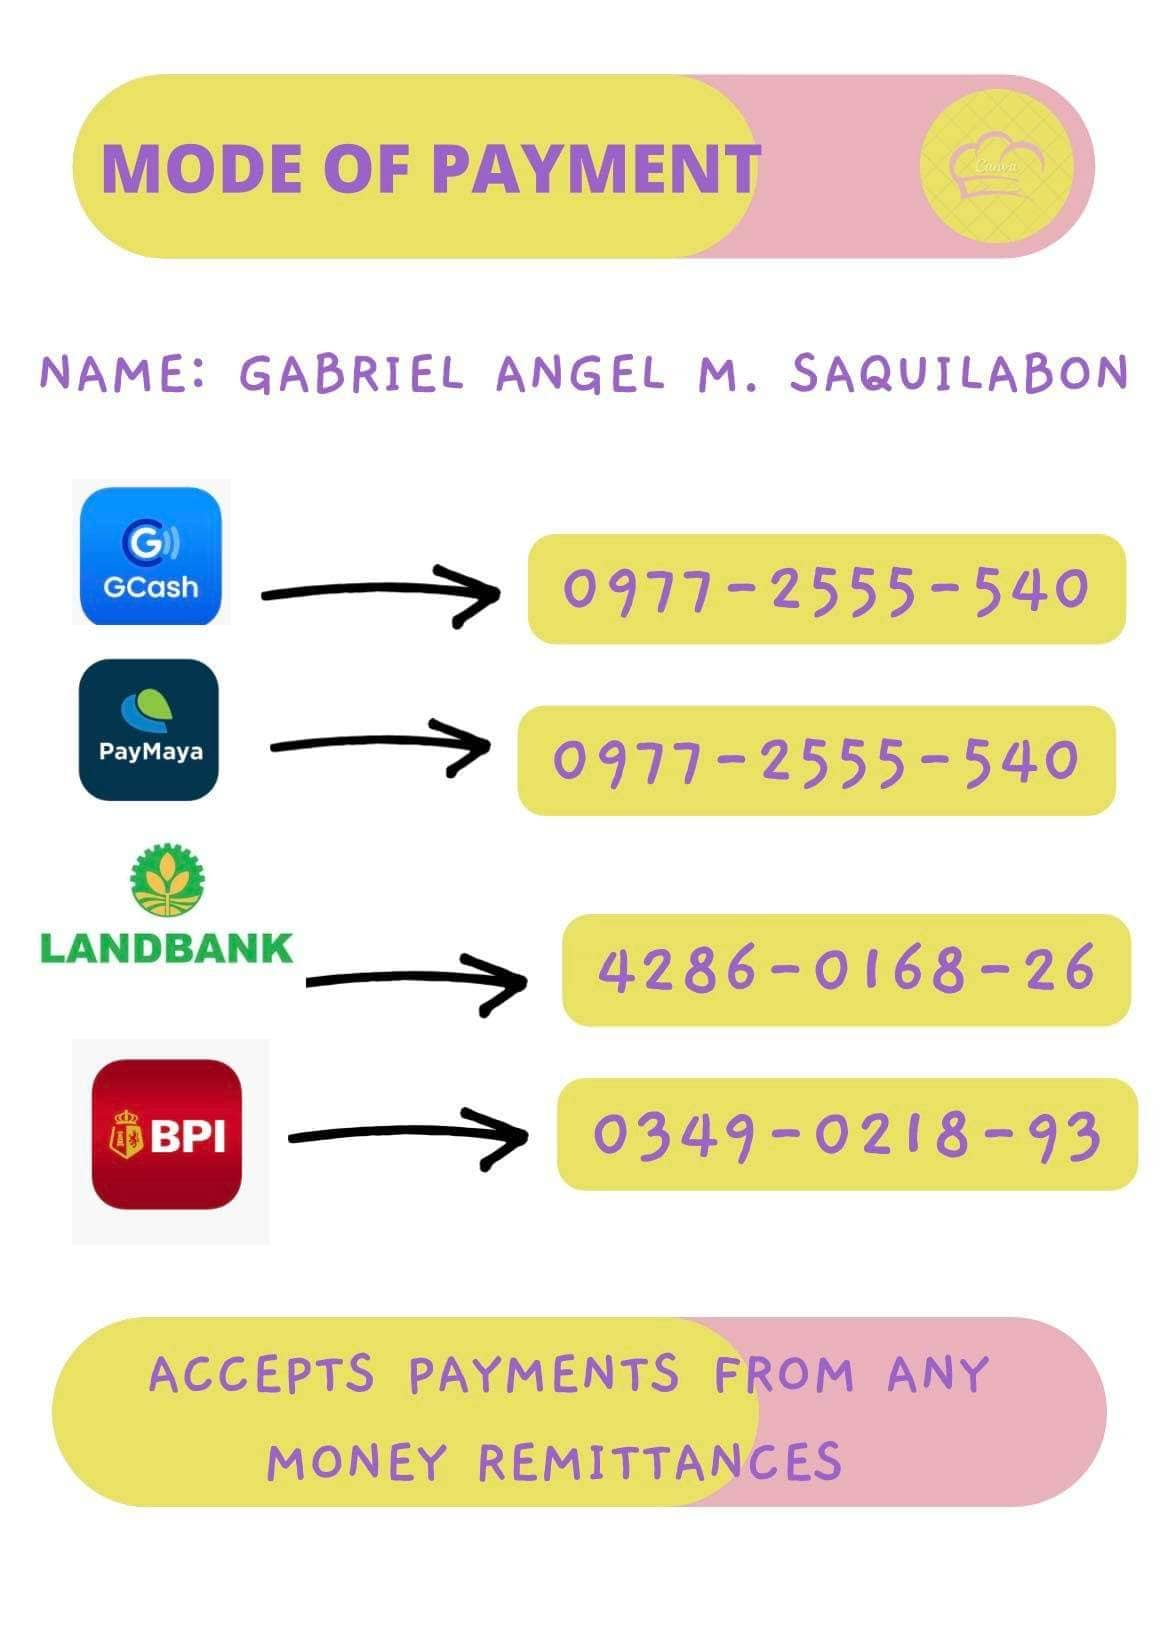 MODE OF PAYMENT
Canva
NAME: GABRIEL ANGEL M. SAQUILABON
G
GCash
0977-2555-540
PayMaya
0977-2555-540
LANDBANK
4286-0168-26
BPI
0349-0218-93
ACCEPTS PAYMENTS FROM ANY
MONEY REMITTANCES